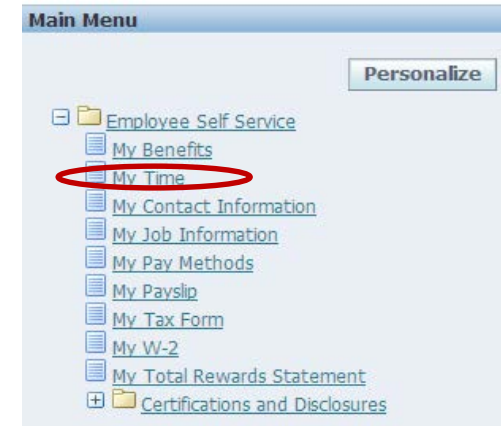 Main Menu
Personalize
Employee Self Service
My Benefits
My Time
My Contact Information
My Job Information
My Pay Methods
My Payslip
My Tax Form
My W-2
My Total Rewards Statement
Certifications and Disclosures